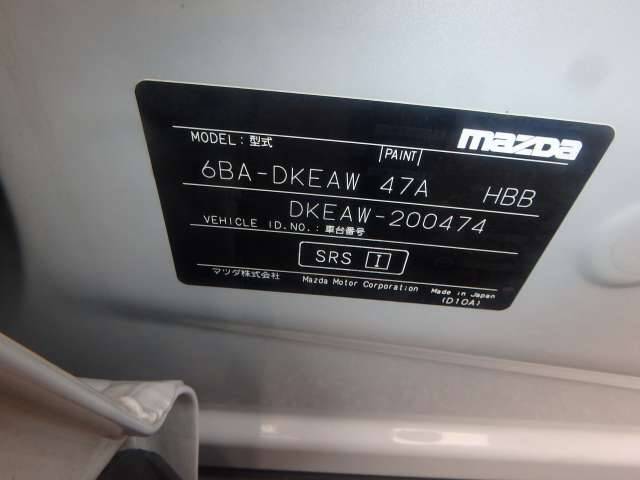 mazda
MODEL: 型式 PAINT
6BA-DKEAW 47A HBB
DKEAW-200474
VEHICLE ID.NO.: 車台番号
SRS I
マツダ株式会社 Mazda Motor Corporation Made in Japan
(D10A)